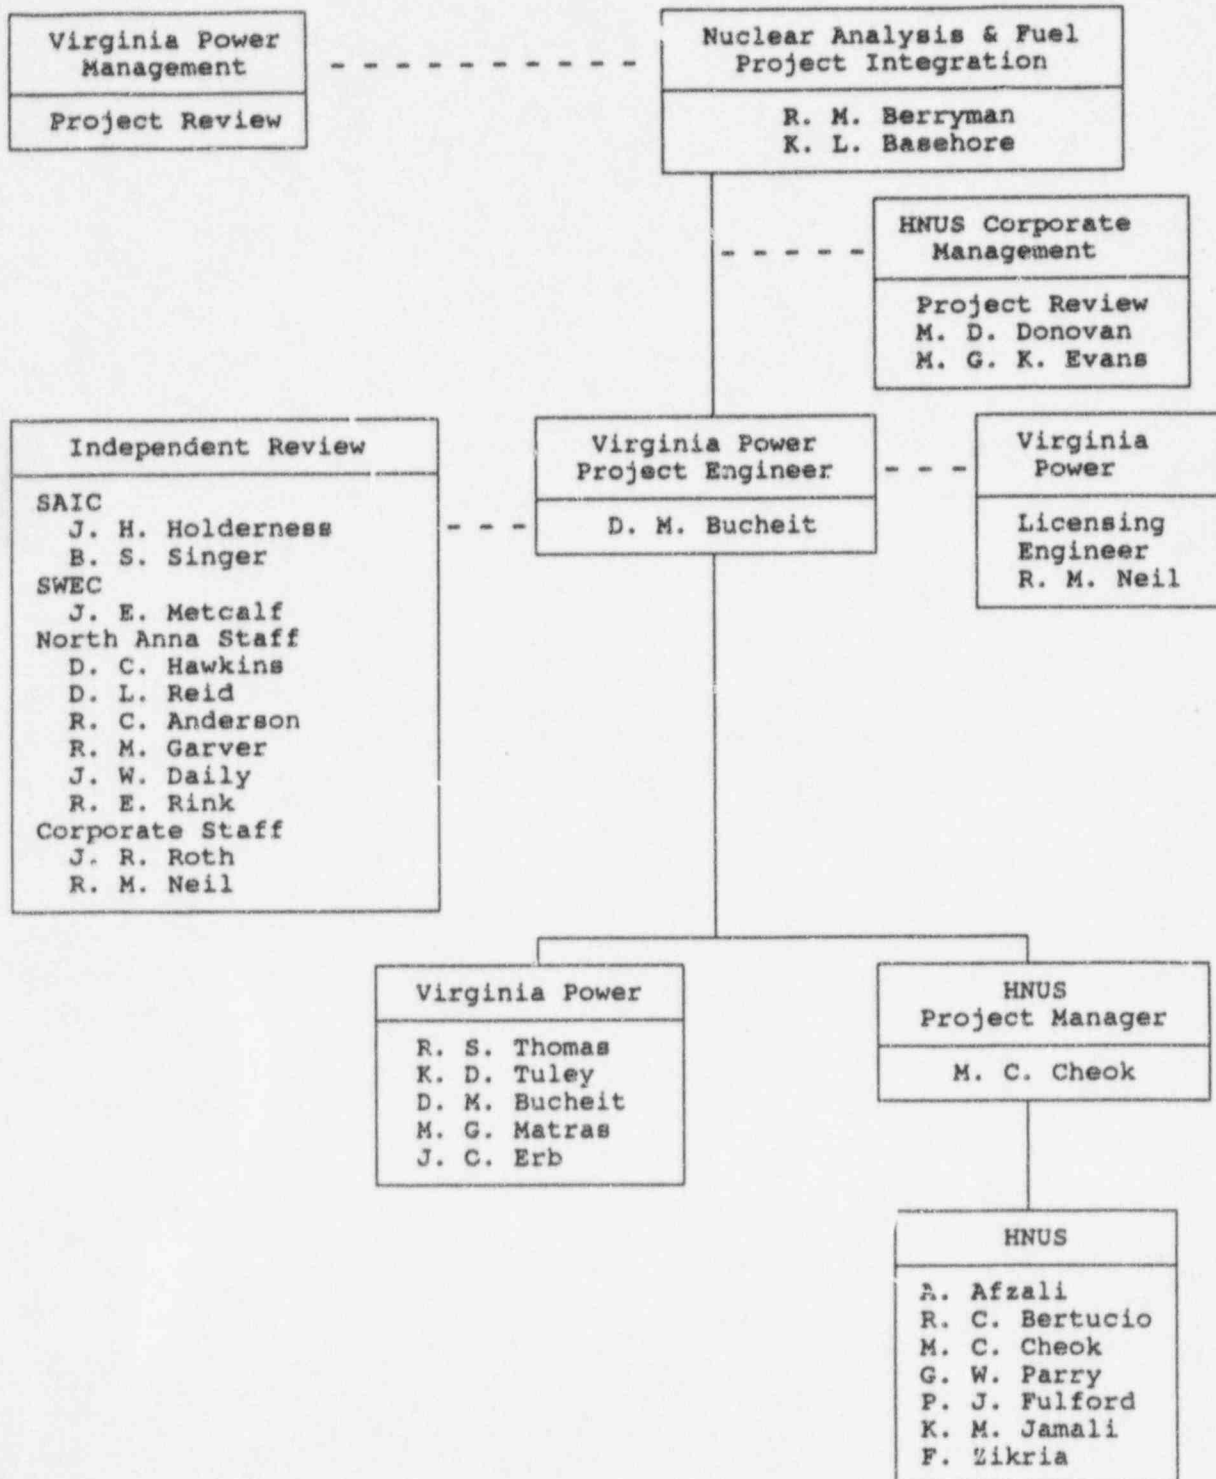 Virginia Power
Management
Project Review
Nuclear Analysis & Fuel
Project Integration
R. M. Berryman
K. L. Basehore
HNUS Corporate
Management
Project Review
M. D. Donovan
M. G. K. Evans
Independent Review
SAIC
J. H. Holderness
B. S. Singer
SWEC
J. E. Metcalf
North Anna Staff
D. C. Hawkins
D. L. Reid
R. C. Anderson
R. M. Garver
J. W. Daily
R. E. Rink
Corporate Staff
J. R. Roth
R. M. Neil
Virginia Power
Project Engineer
D. M. Bucheit
Virginia
Power
Licensing
Engineer
R. M. Neil
Virginia Power
R. S. Thomas
K. D. Tuley
D. M. Bucheit
M. G. Matras
J. C. Erb
HNUS
Project Manager
M. C. Cheok
HNUS
A. Afzali
R. C. Bertucio
M. C. Cheok
G. W. Parry
P. J. Fulford
K. M. Jamali
F. Zikria